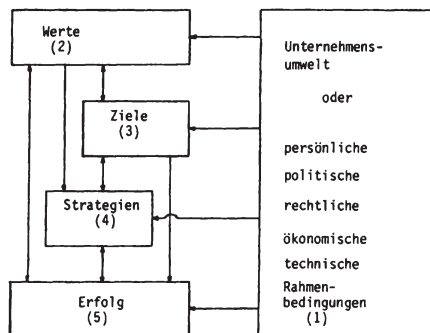 Werte
(2)
Ziele
(3)
Strategien
(4)
Erfolg
(5)
Unternehmens-
umwelt
oder
persönliche
politische
rechtliche
ökonomische
technische
Rahmen-
bedingungen
(1)